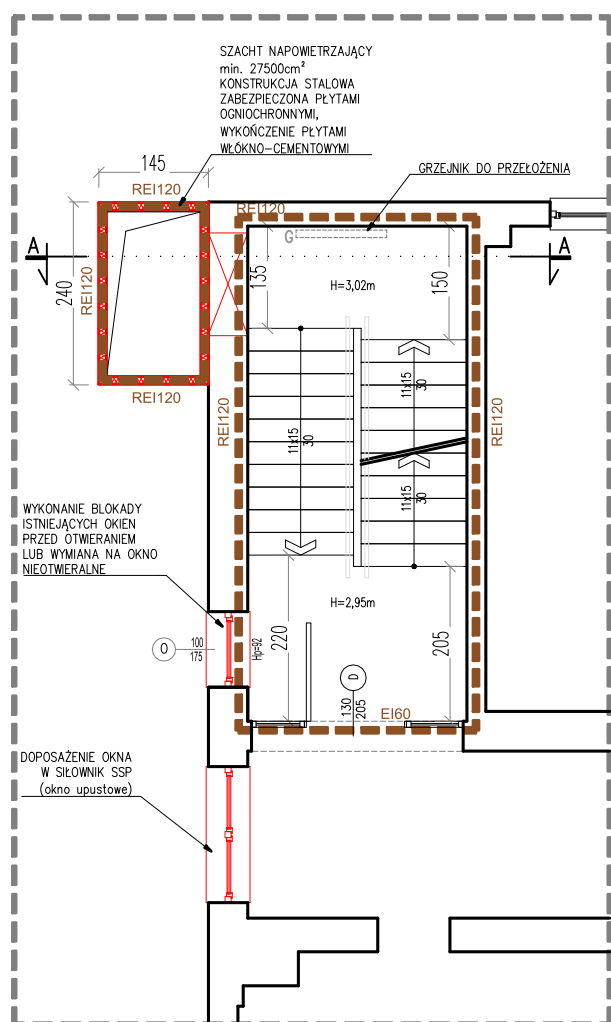 SZACHT NAPOWIETRZAJĄCY
min. 27500cm²
KONSTRUKCJA STALOWA
ZABEZPIECZONA PŁYTAMI
OGNIOCHRONNYMI,
WYKOŃCZENIE PŁYTAMI
WŁÓKNO-CEMENTOWYMI
GRZEJNIK DO PRZEŁOŻENIA
145
REI120
REI120
G
A
A
240
REI120
135
H=3,02m
150
REI120
REI120
REI120
11x15
30
11x15
30
11x15
30
WYKONANIE BLOKADY
ISTNIEJĄCYCH OKIEN
PRZED OTWIERANIEM
LUB WYMIANA NA OKNO
NIEOTWIERALNE
H=2,95m
O
100
175
Hp=92
220
205
D
130
205
EI60
DOPOSAŻENIE OKNA
W SIŁOWNIK SSP
(okno upustowe)